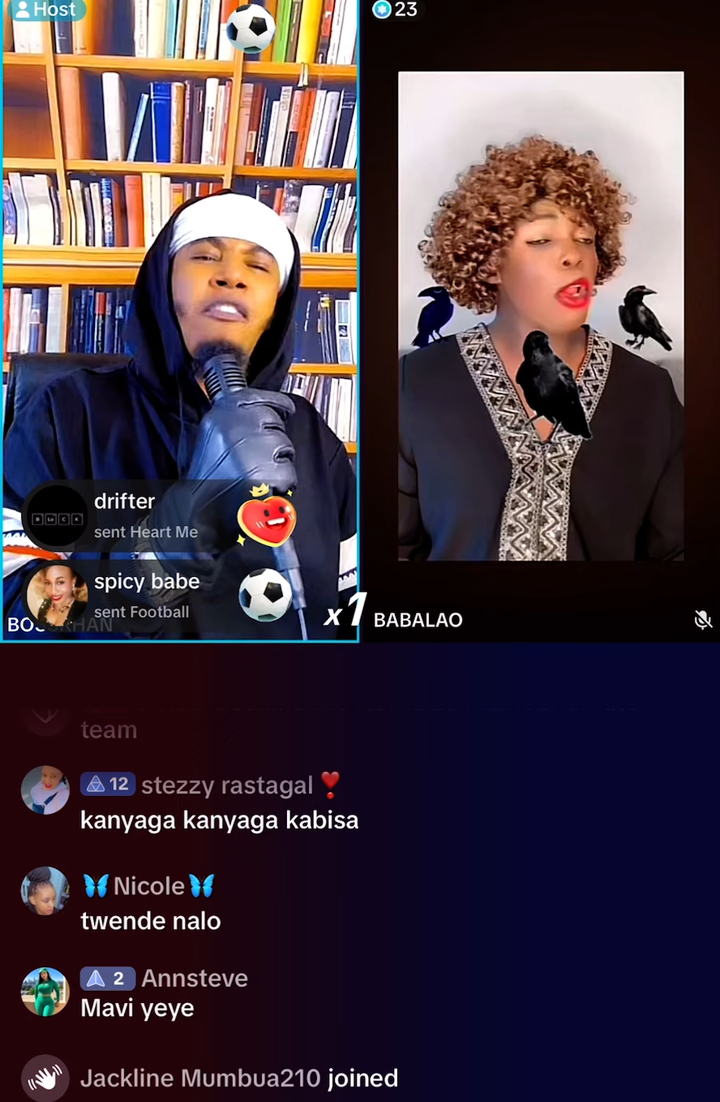 Host
23
drifter
sent Heart Me
spicy babe
sent Football
x1
BABALAO
team
12 stezzy rastagal❣️
kanyaga kanyaga kabisa
🦋Nicole🦋
twende nalo
2 Annsteve
Mavi yeye
Jackline Mumbua210 joined